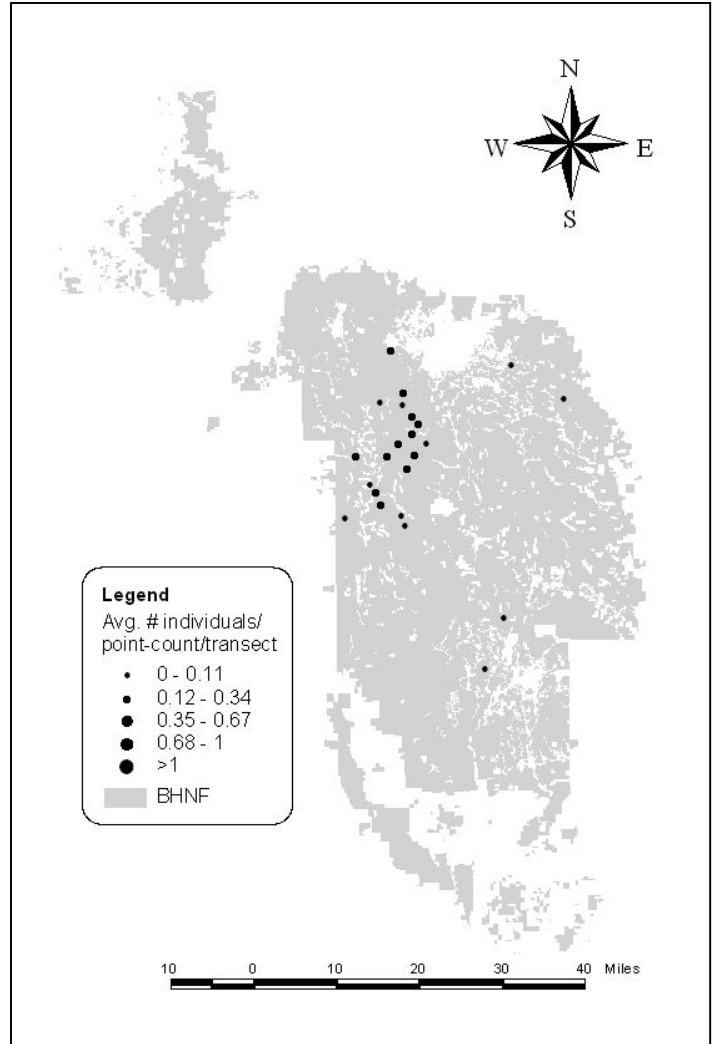 N
W E
S
Legend
Avg. # individuals/
point-count/transect
0 - 0.11
0.12 - 0.34
0.35 - 0.67
0.68 - 1
>1
BHNF
10 0 10 20 30 40 Miles